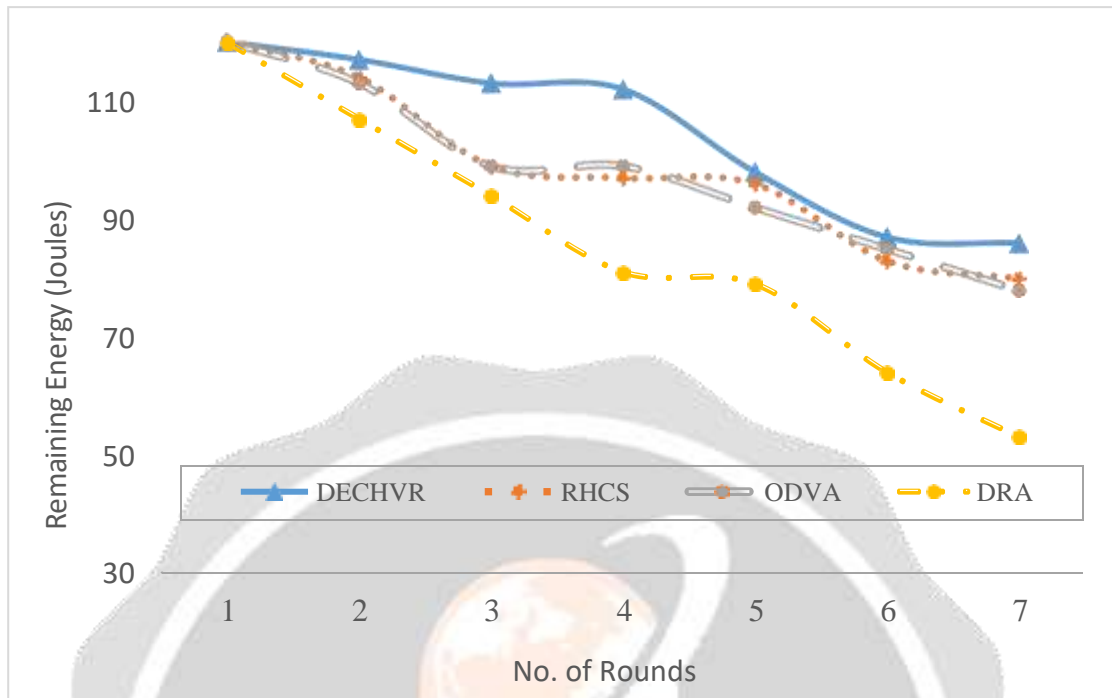 110
90
70
50
30
Remaining Energy (Joules)
DECHVR RHCS ODVA DRA
1 2 3 4 5 6 7
No. of Rounds